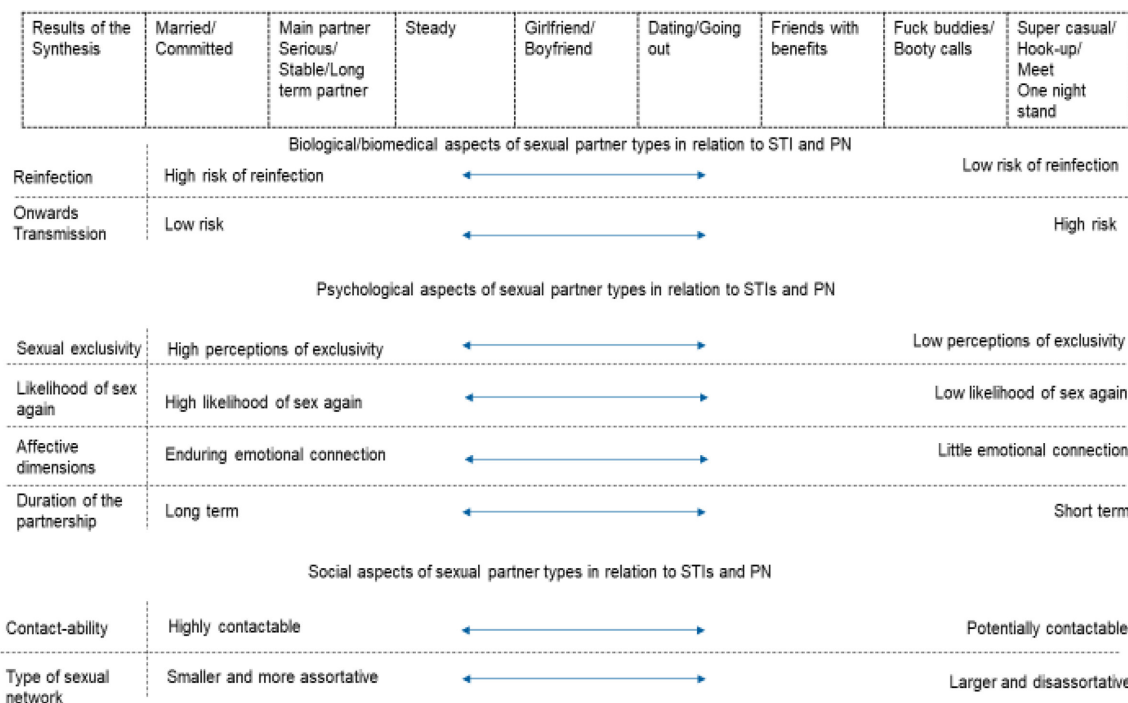 Results of the
Synthesis
Married/
Committed
Main partner
Serious/
Stable/Long
term partner
Steady
Girlfriend/
Boyfriend
Dating/Going
out
Friends with
benefits
Fuck buddies/
Booty calls
Super casual/
Hook-up/
Meet
One night
stand
Biological/biomedical aspects of sexual partner types in relation to STI and PN
Reinfection
High risk of reinfection
Low risk of reinfection
Onwards
Transmission
Low risk
High risk
Psychological aspects of sexual partner types in relation to STIs and PN
Sexual exclusivity
High perceptions of exclusivity
Low perceptions of exclusivity
Likelihood of sex
again
High likelihood of sex again
Low likelihood of sex again
Affective
dimensions
Enduring emotional connection
Little emotional connection
Duration of the
partnership
Long term
Short term
Social aspects of sexual partner types in relation to STIs and PN
Contact-ability
Highly contactable
Potentially contactable
Type of sexual
network
Smaller and more assortative
Larger and disassortative